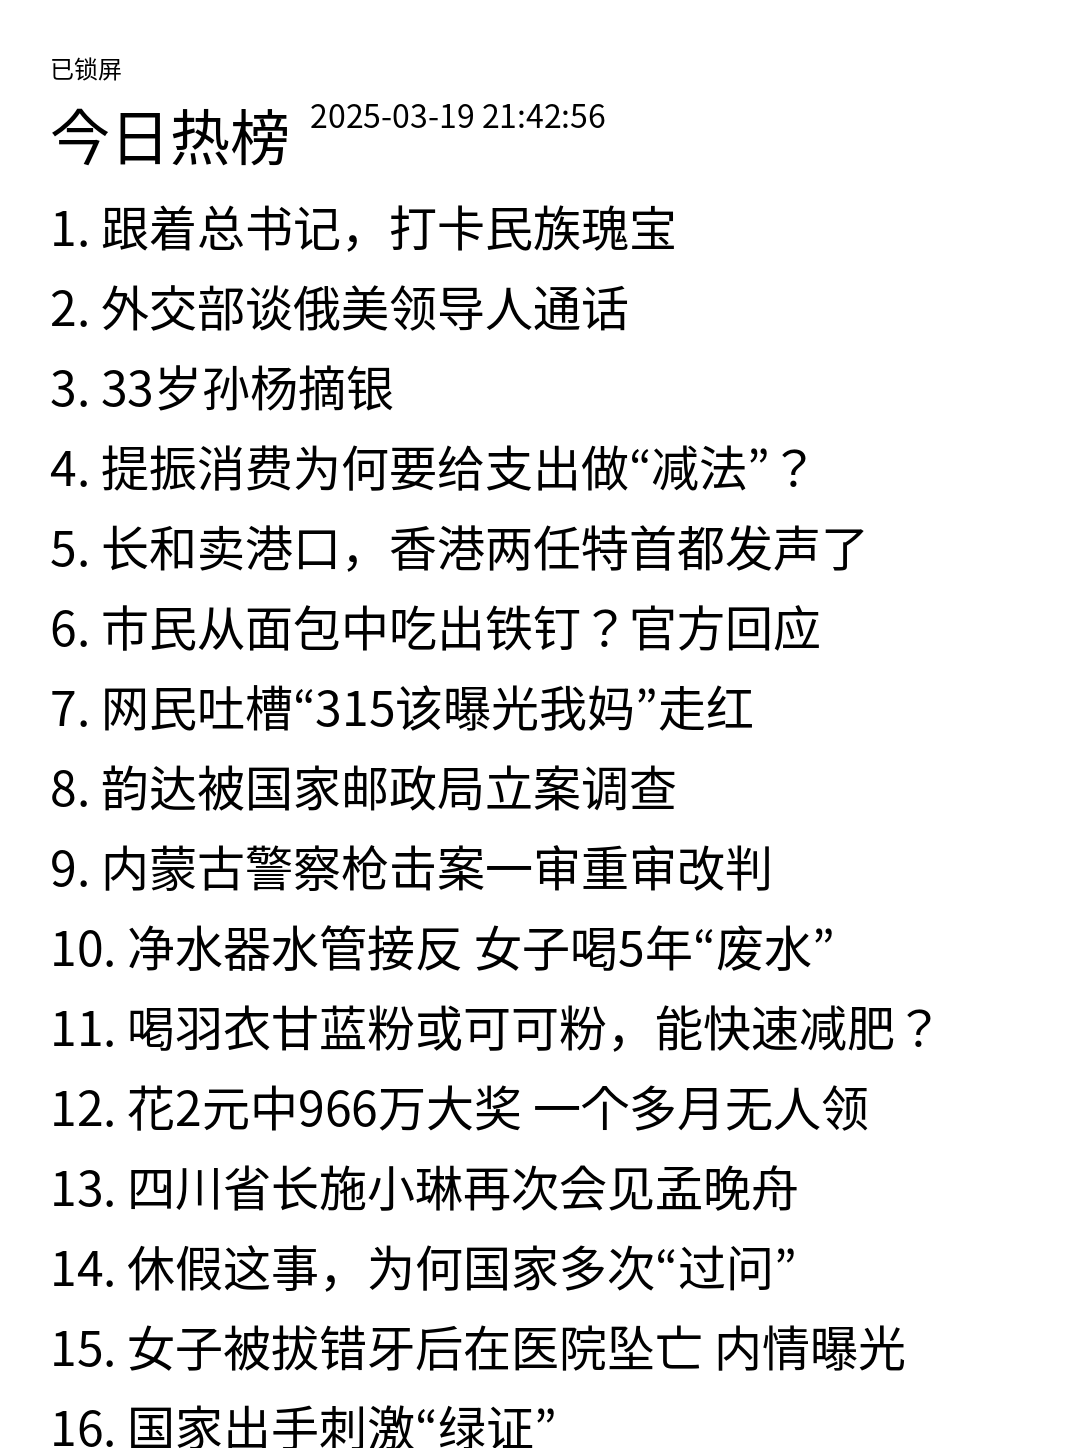 已锁屏
今日热榜 2025-03-19 21:42:56
1. 跟着总书记，打卡民族瑰宝
2. 外交部谈俄美领导人通话
3. 33岁孙杨摘银
4. 提振消费为何要给支出做“减法”？
5. 长和卖港口，香港两任特首都发声了
6. 市民从面包中吃出铁钉？官方回应
7. 网民吐槽“315该曝光我妈”走红
8. 韵达被国家邮政局立案调查
9. 内蒙古警察枪击案一审重审改判
10. 净水器水管接反 女子喝5年“废水”
11. 喝羽衣甘蓝粉或可可粉，能快速减肥？
12. 花2元中966万大奖 一个多月无人领
13. 四川省长施小琳再次会见孟晚舟
14. 休假这事，为何国家多次“过问”
15. 女子被拔错牙后在医院坠亡 内情曝光
16. 国家出手刺激“绿证”